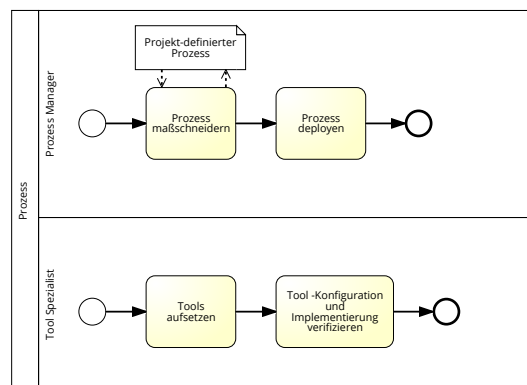 Prozess
Prozess Manager
Projekt-definierter
Prozess
Prozess
maßschneidern
Prozess
deployen
Tool Spezialist
Tools
aufsetzen
Tool -Konfiguration
und
Implementierung
verifizieren